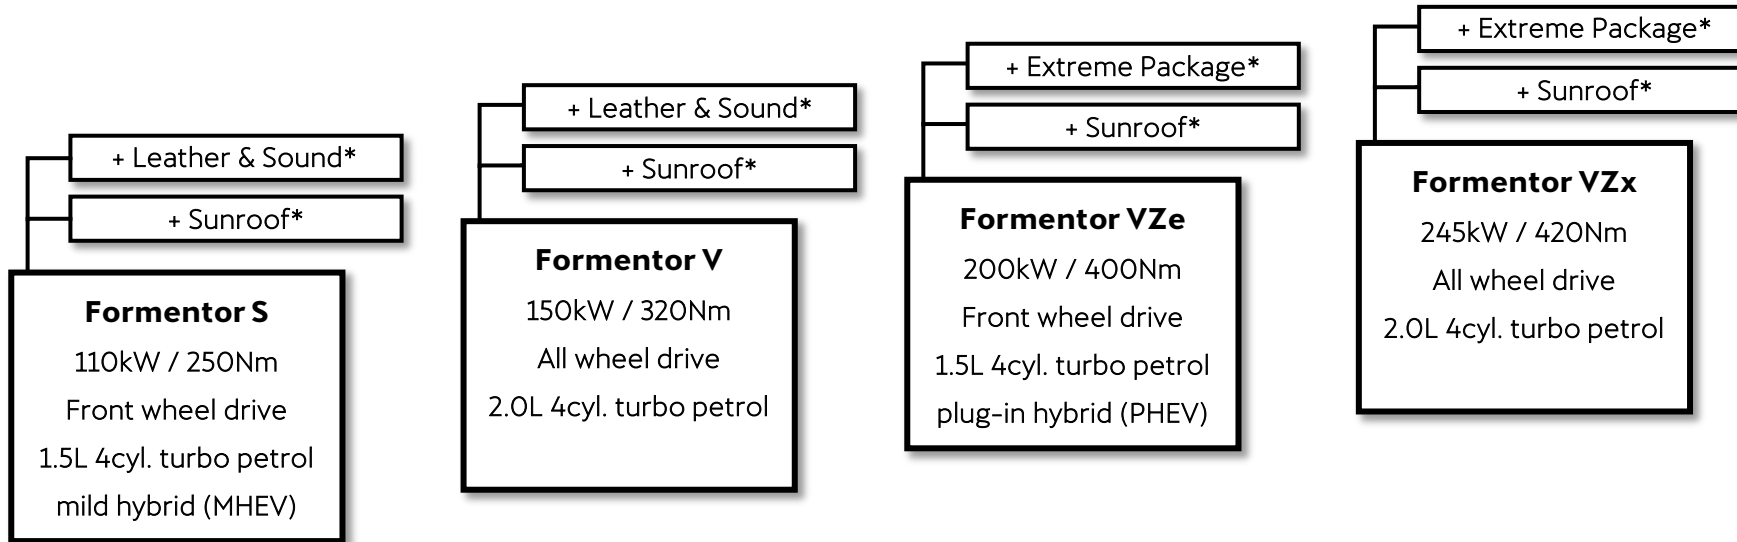 + Leather & Sound*
+ Sunroof*
Formentor S
110kW / 250Nm
Front wheel drive
1.5L 4cyl. turbo petrol
mild hybrid (MHEV)
+ Leather & Sound*
+ Sunroof*
Formentor V
150kW / 320Nm
All wheel drive
2.0L 4cyl. turbo petrol
+ Extreme Package*
+ Sunroof*
Formentor VZe
200kW / 400Nm
Front wheel drive
1.5L 4cyl. turbo petrol
plug-in hybrid (PHEV)
+ Extreme Package*
+ Sunroof*
Formentor VZx
245kW / 420Nm
All wheel drive
2.0L 4cyl. turbo petrol